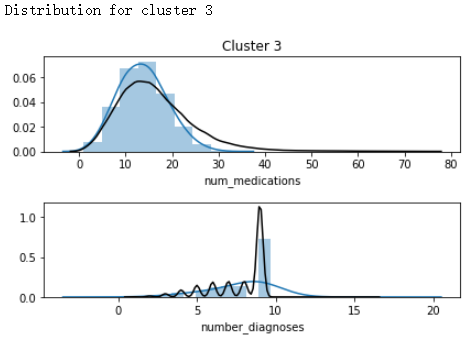 Distribution for cluster 3
Cluster 3
0.06
0.04
0.02
0.00
0 10 20 30 40 50 60 70 80
num_medications
1.0
0.5
0.0
0 5 10 15 20
number_diagnoses